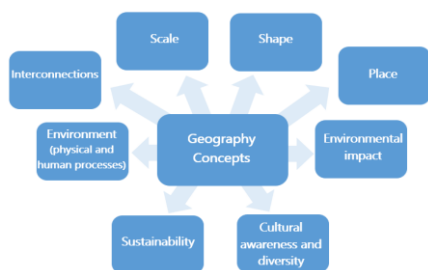 Scale
Shape
Interconnections
Place
Geography
Concepts
Environment
(physical and
human processes)
Environmental
impact
Sustainability
Cultural
awareness and
diversity